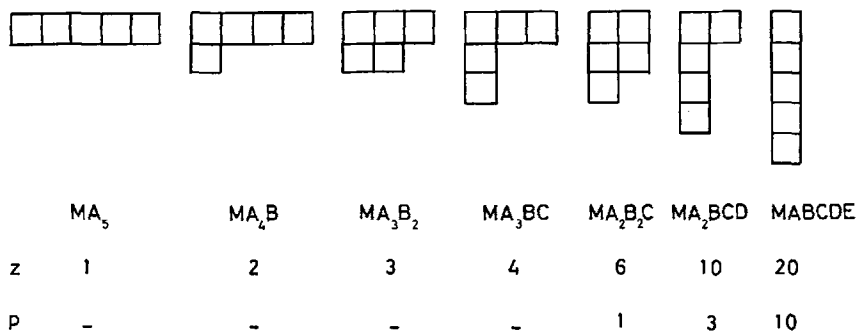 MA₅ MA₄B MA₃B₂ MA₃BC MA₂B₂C MA₂BCD MABCDE
z 1 2 3 4 6 10 20
p – – – – 1 3 10